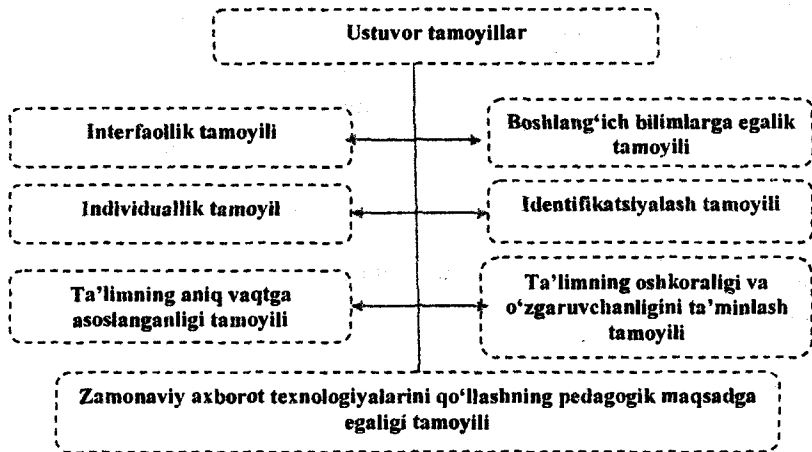 Ustuvor tamoyillar
Interfaollik tamoyili
Boshlang‘ich bilimlarga egalik
tamoyili
Individuallik tamoyil
Identifikatsiyalash tamoyili
Ta’limning aniq vaqtga
asoslanganligi tamoyili
Ta’limning oshkoraligi va
o‘zgaruvchanligini ta’minlash
tamoyili
Zamonaviy axborot texnologiyalarini qo‘llashning pedagogik maqsadga
egaligi tamoyili